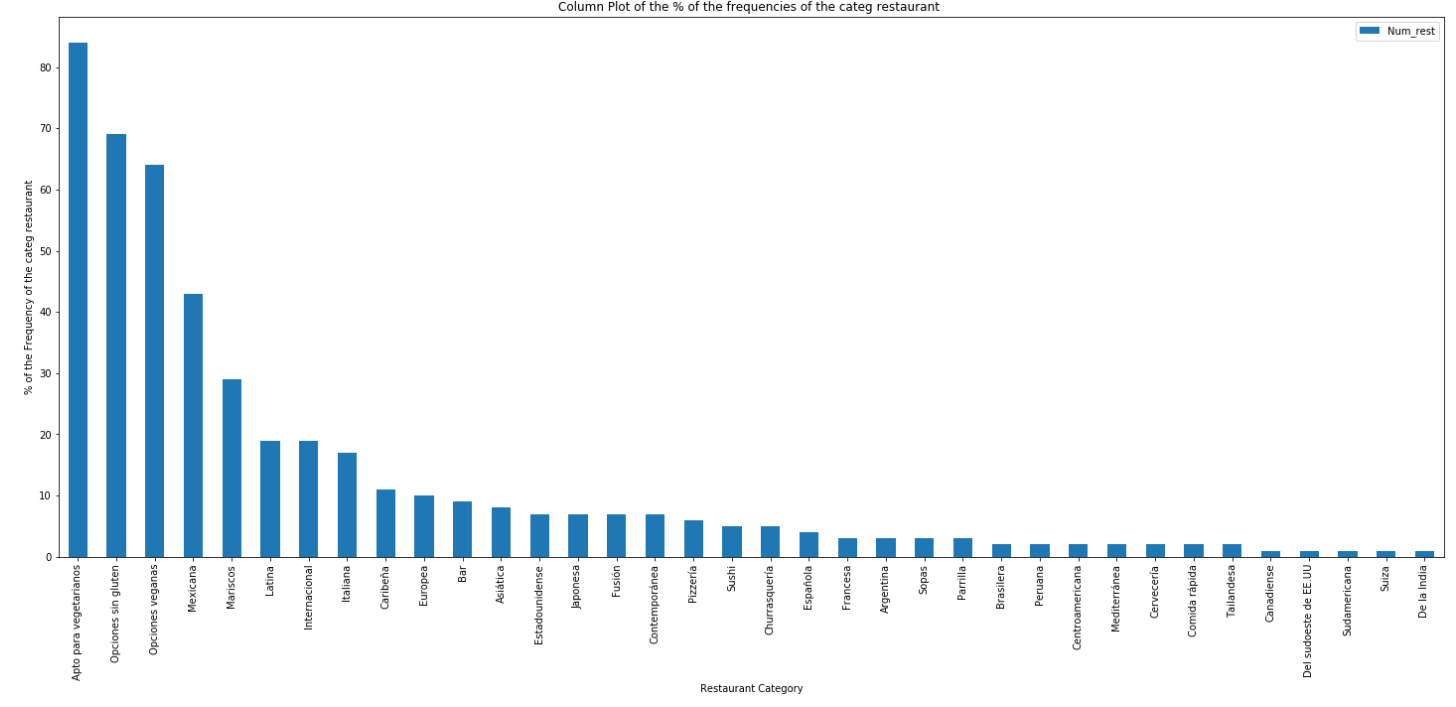 Column Plot of the % of the frequencies of the categ restaurant
Num_rest
% of the Frequency of the categ restaurant
80
70
60
50
40
30
20
10
0
Apto para vegetarianos
Opciones sin gluten
Opciones veganas
Mexicana
Mariscos
Latina
Internacional
Italiana
Caribeña
Europea
Bar
Asiática
Estadounidense
Japonesa
Fusión
Contemporánea
Pizzería
Sushi
Churrasquería
Española
Francesa
Argentina
Sopas
Parrilla
Brasilera
Peruana
Centroamericana
Mediterránea
Cervecería
Comida rápida
Tailandesa
Canadiense
Del sudoeste de EE.UU
Sudamericana
Suiza
De la India
Restaurant Category